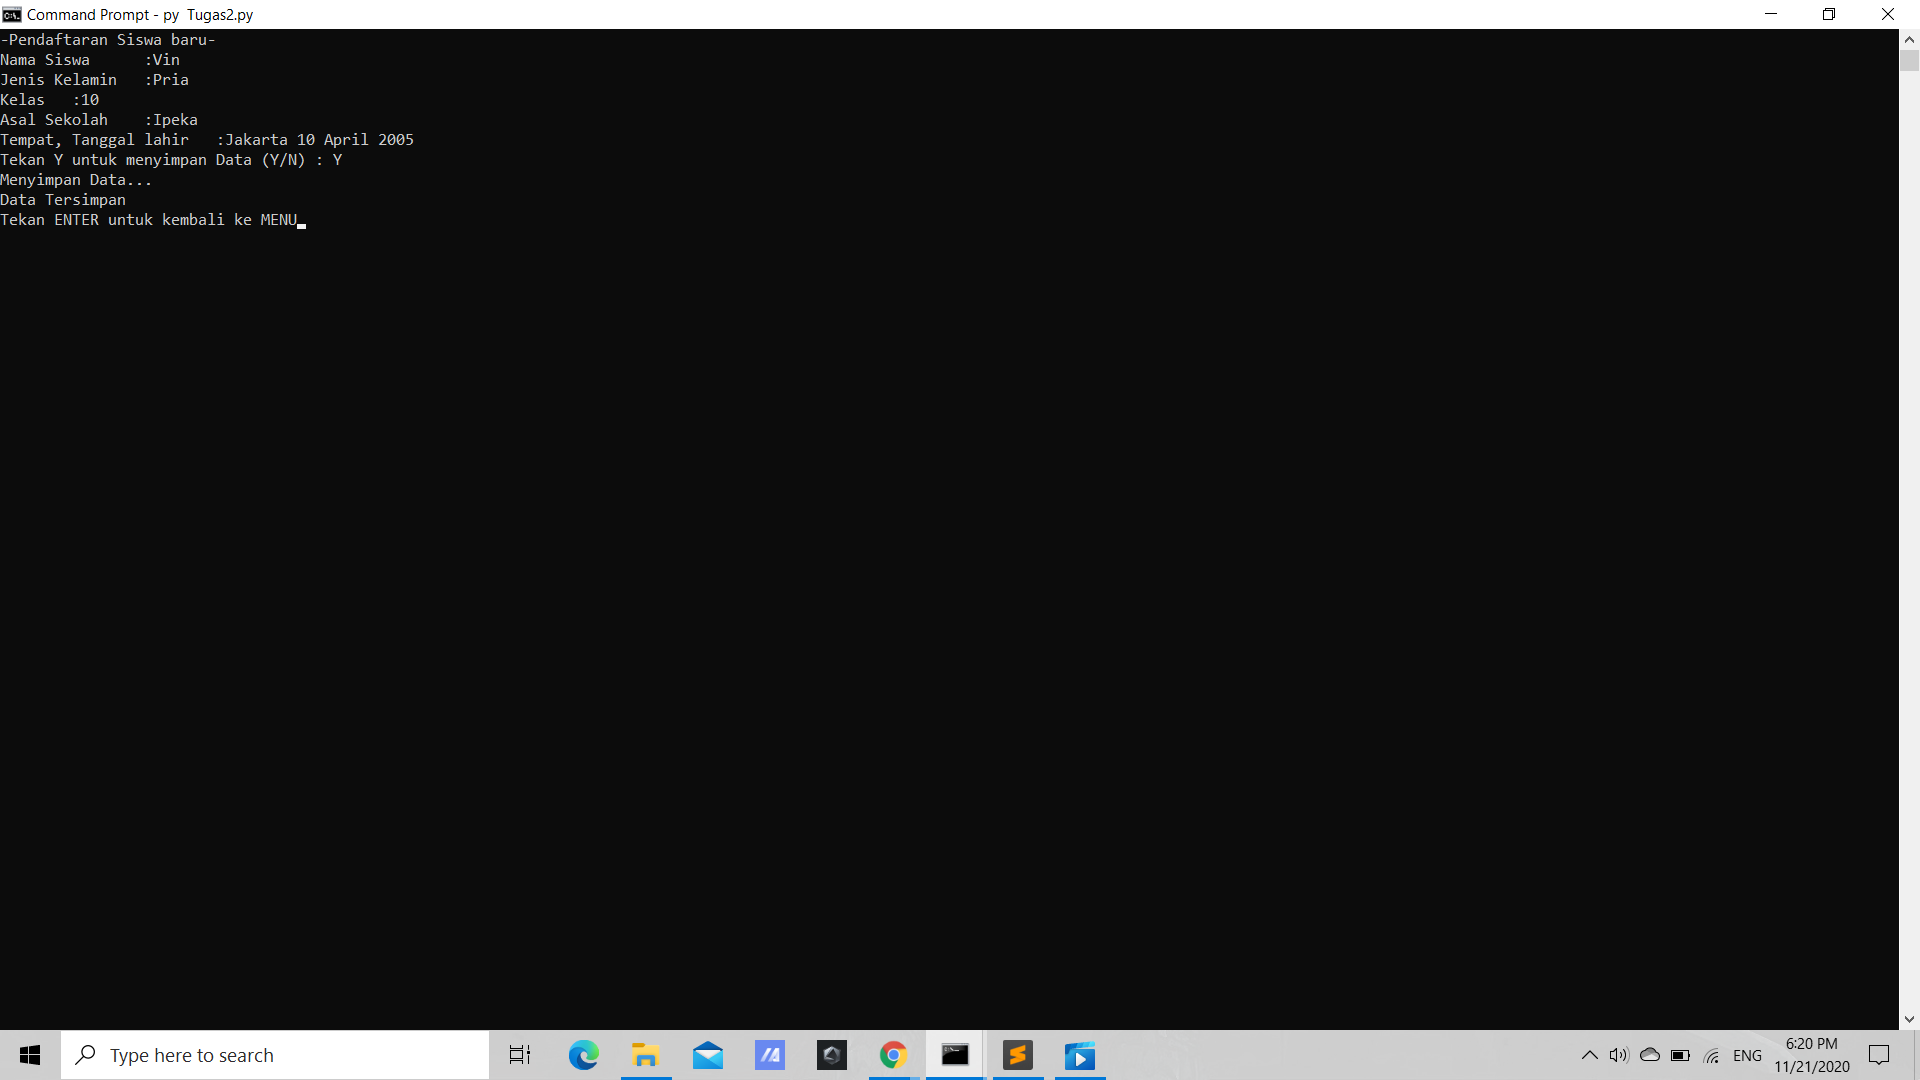 Command Prompt - py  Tugas2.py
-Pendaftaran Siswa baru-
Nama Siswa      :Vin
Jenis Kelamin   :Pria
Kelas   :10
Asal Sekolah    :Ipeka
Tempat, Tanggal lahir   :Jakarta 10 April 2005
Tekan Y untuk menyimpan Data (Y/N) : Y
Menyimpan Data...
Data Tersimpan
Tekan ENTER untuk kembali ke MENU
Type here to search
ENG
6:20 PM
11/21/2020